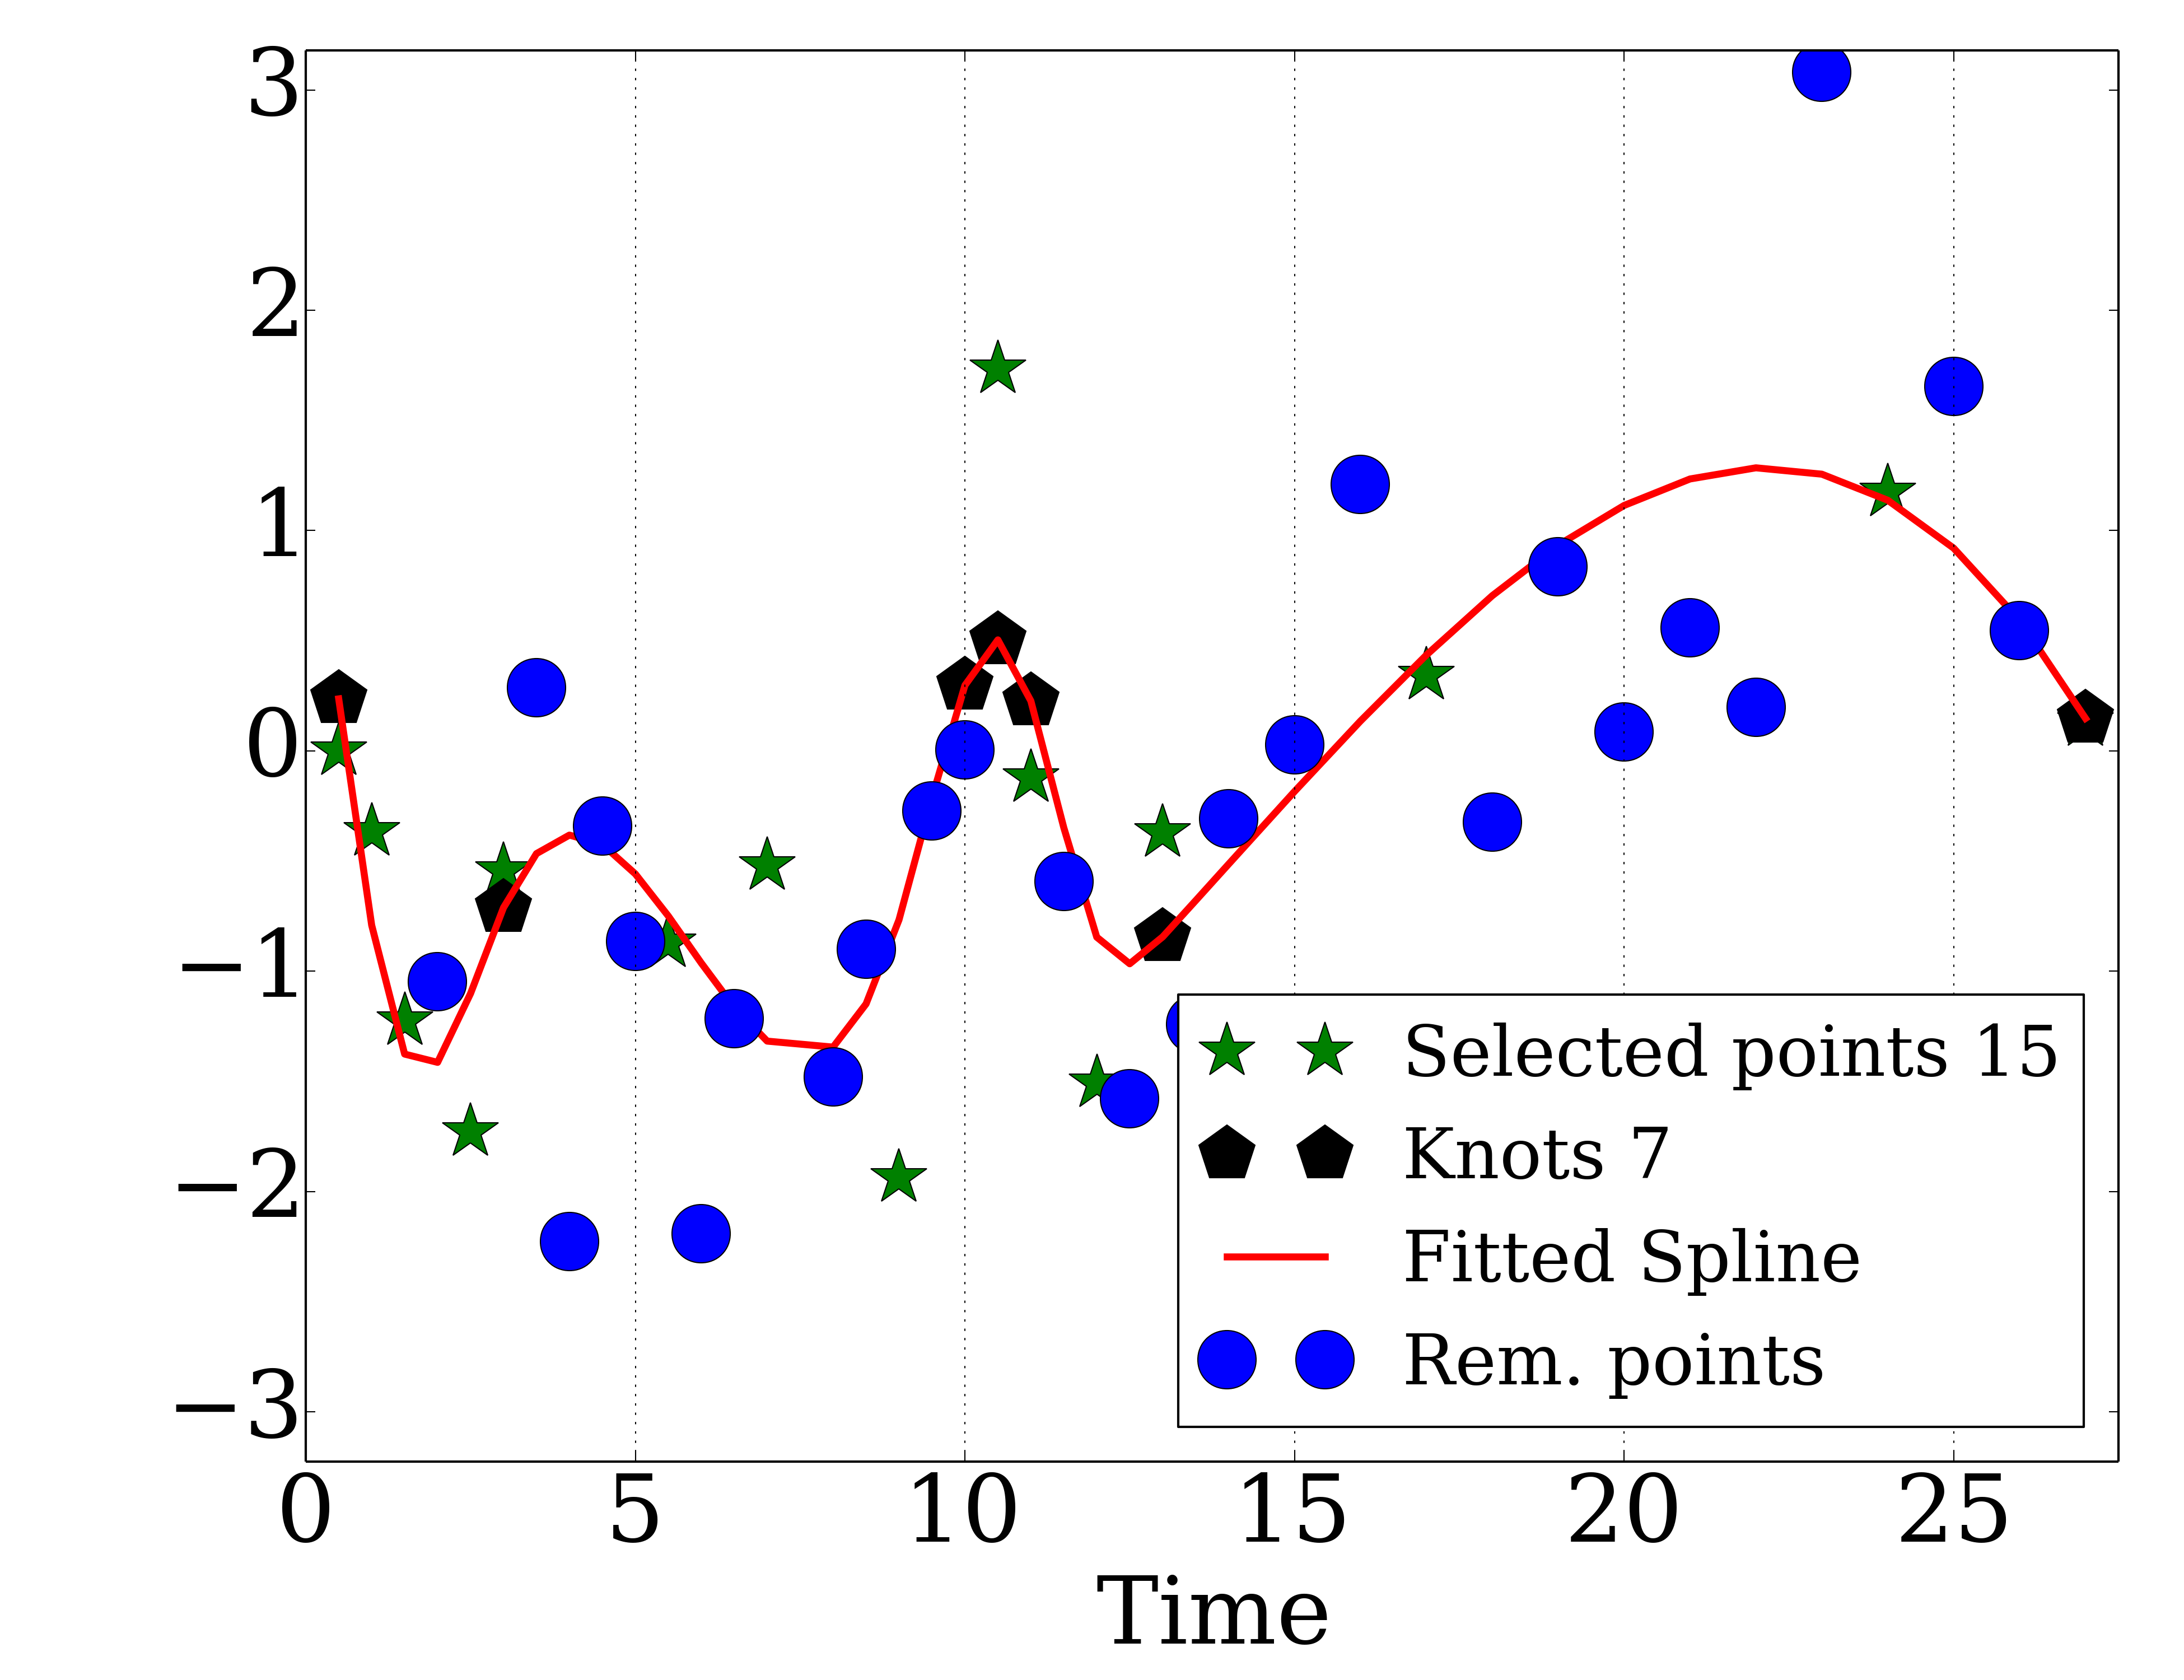 3
2
1
0
−1
−2
−3
Selected points 15
Knots 7
Fitted Spline
Rem. points
0 5 10 15 20 25
Time